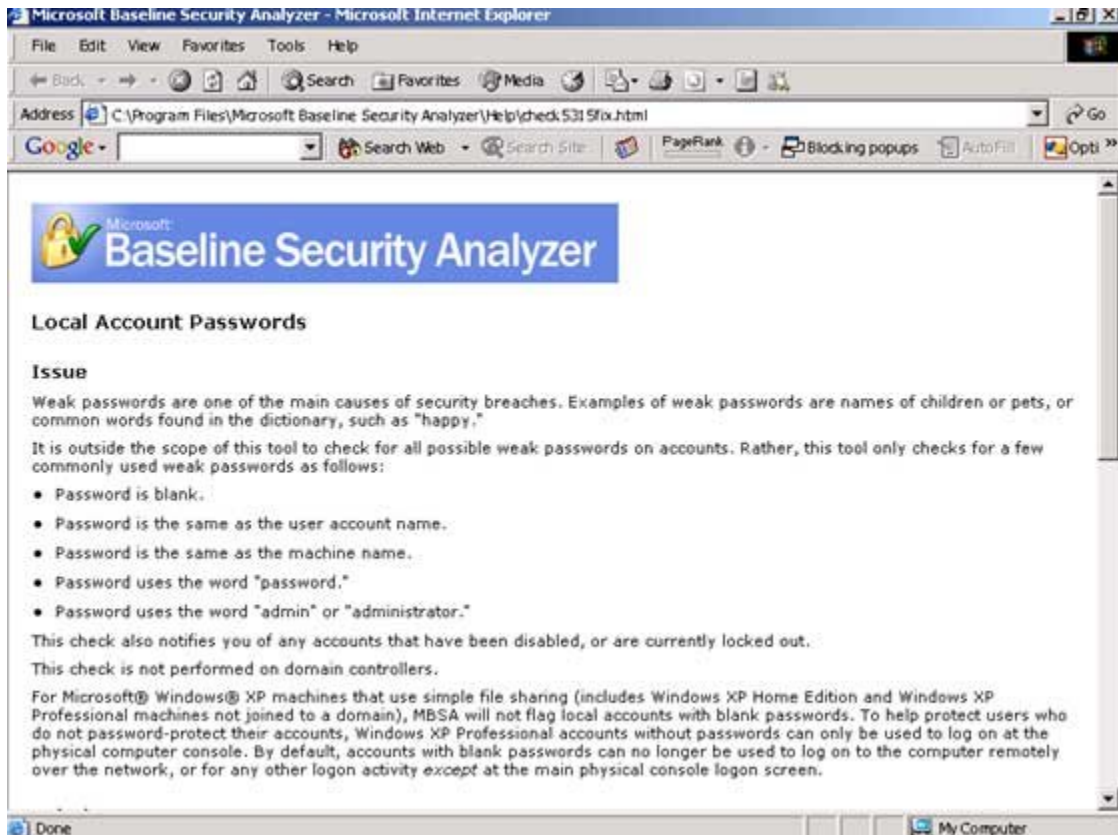 Microsoft Baseline Security Analyzer - Microsoft Internet Explorer
File Edit View Favorites Tools Help
Back Search Favorites Media
Address C:\Program Files\Microsoft Baseline Security Analyzer\Help\check5315fix.html Go
Google Search Web Search Site PageRank Blocking popups AutoFill Opti
Microsoft
Baseline Security Analyzer
Local Account Passwords
Issue
Weak passwords are one of the main causes of security breaches. Examples of weak passwords are names of children or pets, or
common words found in the dictionary, such as "happy."
It is outside the scope of this tool to check for all possible weak passwords on accounts. Rather, this tool only checks for a few
commonly used weak passwords as follows:
• Password is blank.
• Password is the same as the user account name.
• Password is the same as the machine name.
• Password uses the word "password."
• Password uses the word "admin" or "administrator."
This check also notifies you of any accounts that have been disabled, or are currently locked out.
This check is not performed on domain controllers.
For Microsoft® Windows® XP machines that use simple file sharing (includes Windows XP Home Edition and Windows XP
Professional machines not joined to a domain), MBSA will not flag local accounts with blank passwords. To help protect users who
do not password-protect their accounts, Windows XP Professional accounts without passwords can only be used to log on at the
physical computer console. By default, accounts with blank passwords can no longer be used to log on to the computer remotely
over the network, or for any other logon activity except at the main physical console logon screen.
Done My Computer